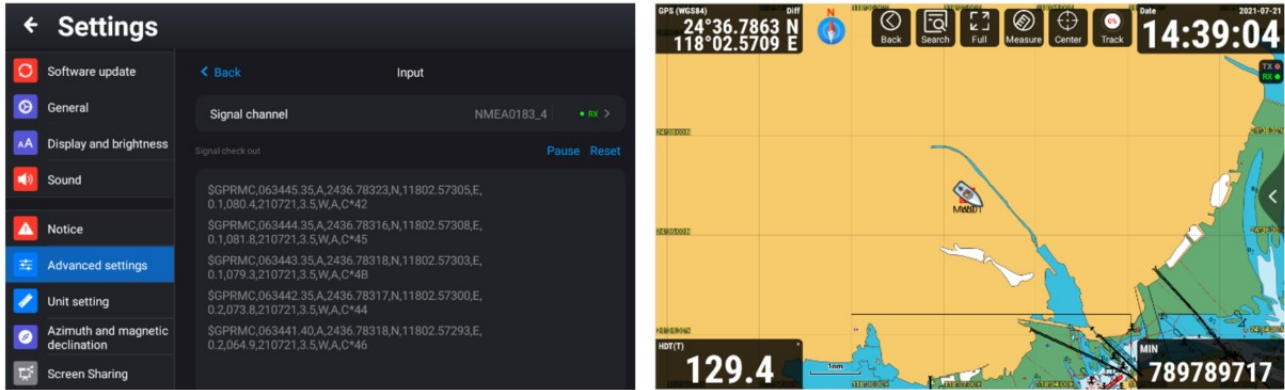 Settings
Software update
General
Display and brightness
Sound
Notice
Advanced settings
Unit setting
Azimuth and magnetic
declination
Screen Sharing
Back
Input
Signal channel
NMEA0183_4
RX
Signal check out
Pause Reset
$GPRMC,063445.35,A,2436.78323,N,11802.57305,E,
0.1,080.4,210721,3.5,W,A,C*42
$GPRMC,063444.35,A,2436.78316,N,11802.57308,E,
0.1,081.8,210721,3.5,W,A,C*45
$GPRMC,063443.35,A,2436.78318,N,11802.57303,E,
0.1,079.3,210721,3.5,W,A,C*4B
$GPRMC,063442.35,A,2436.78317,N,11802.57300,E,
0.2,073.8,210721,3.5,W,A,C*44
$GPRMC,063441.40,A,2436.78318,N,11802.57293,E,
0.2,064.9,210721,3.5,W,A,C*46
GPS (WGS84) Diff
24°36.7863 N
118°02.5709 E
N
Back
Search
Full
Measure
Center
Track
Date 2021-07-21
14:39:04
TX
RX
HDT(T) °
129.4
1nm
MIN
789789717